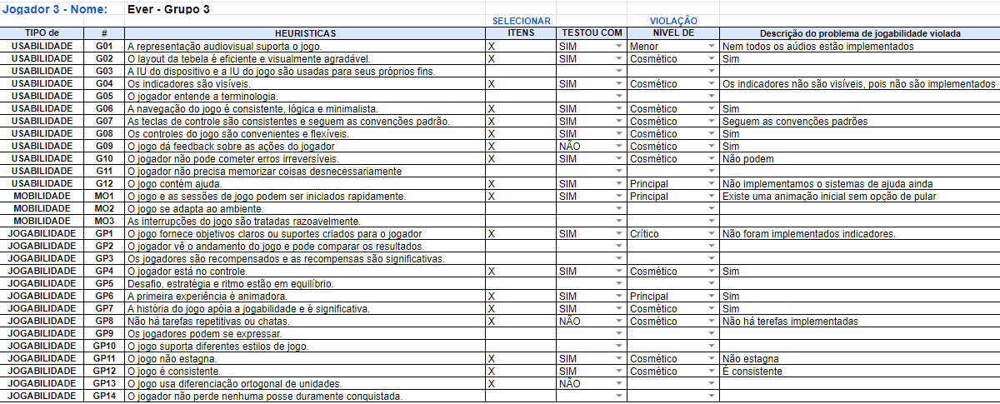 Jogador 3 - Nome: Ever - Grupo 3
SELECIONAR VIOLAÇÃO
TIPO de # HEURISTICAS ITENS TESTOU COM NÍVEL DE Descrição do problema de jogabilidade violada
USABILIDADE G01 A representação audiovisual suporta o jogo. X SIM Menor Nem todos os aúdios estão implementados
USABILIDADE G02 O layout da tebela é eficiente e visualmente agradável. X SIM Cosmético Sim
USABILIDADE G03 A IU do dispositivo e a IU do jogo são usadas para seus próprios fins.
USABILIDADE G04 Os indicadores são visíveis. X SIM Cosmético Os indicadores não são visíveis, pois não são implementados
USABILIDADE G05 O jogador entende a terminologia.
USABILIDADE G06 A navegação do jogo é consistente, lógica e minimalista. X SIM Cosmético Sim
USABILIDADE G07 As teclas de controle são consistentes e seguem as convenções padrão. X SIM Cosmético Seguem as convenções padrões
USABILIDADE G08 Os controles do jogo são convenientes e flexíveis. X SIM Cosmético Sim
USABILIDADE G09 O jogo dá feedback sobre as ações do jogador X NÃO Cosmético Sim
USABILIDADE G10 O jogador não pode cometer erros irreversíveis. X SIM Cosmético Não podem
USABILIDADE G11 O jogador não precisa memorizar coisas desnecessariamente
USABILIDADE G12 O jogo contém ajuda. X SIM Principal Não implementamos o sistemas de ajuda ainda
MOBILIDADE MO1 O jogo e as sessões de jogo podem ser iniciados rapidamente. X SIM Principal Existe uma animação inicial sem opção de pular
MOBILIDADE MO2 O jogo se adapta ao ambiente.
MOBILIDADE MO3 As interrupções do jogo são tratadas razoavelmente.
JOGABILIDADE GP1 O jogo fornece objetivos claros ou suportes criados para o jogador X SIM Crítico Não foram implementados indicadores.
JOGABILIDADE GP2 O jogador vê o andamento do jogo e pode comparar os resultados.
JOGABILIDADE GP3 Os jogadores são recompensados e as recompensas são significativas.
JOGABILIDADE GP4 O jogador está no controle. X SIM Cosmético Sim
JOGABILIDADE GP5 Desafio, estratégia e ritmo estão em equilíbrio.
JOGABILIDADE GP6 A primeira experiência é animadora. X SIM Principal Sim
JOGABILIDADE GP7 A história do jogo apóia a jogabilidade e é significativa. X SIM Cosmético Sim
JOGABILIDADE GP8 Não há tarefas repetitivas ou chatas. X NÃO Cosmético Não há terefas implementadas
JOGABILIDADE GP9 Os jogadores podem se expressar.
JOGABILIDADE GP10 O jogo suporta diferentes estilos de jogo.
JOGABILIDADE GP11 O jogo não estagna. X SIM Cosmético Não estagna
JOGABILIDADE GP12 O jogo é consistente. X SIM Cosmético É consistente
JOGABILIDADE GP13 O jogo usa diferenciação ortogonal de unidades. X NÃO
JOGABILIDADE GP14 O jogador não perde nenhuma posse duramente conquistada.